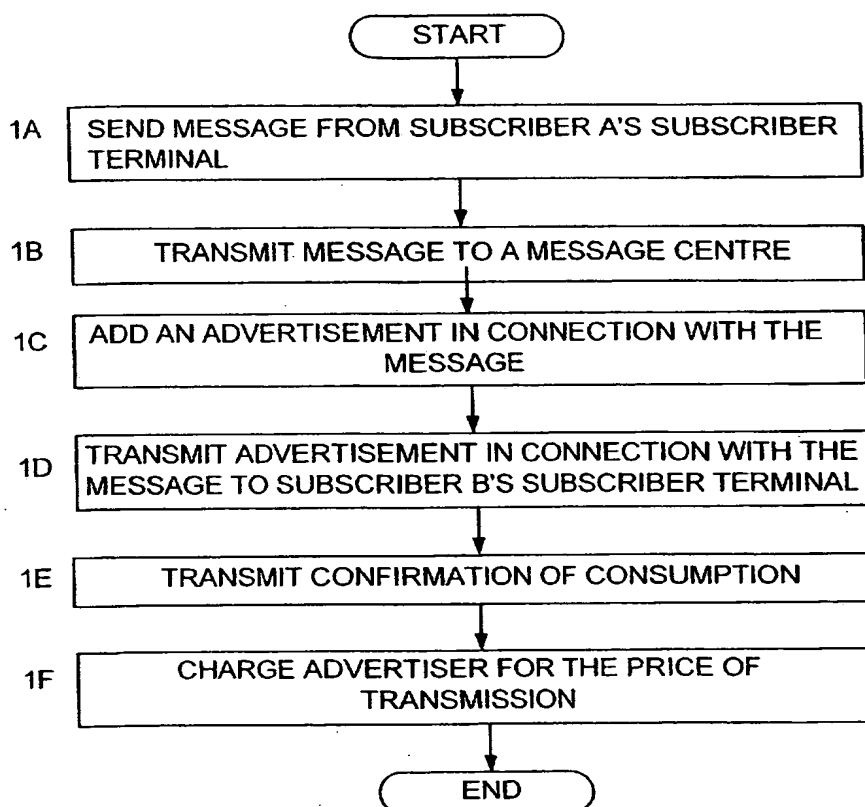 START
1A SEND MESSAGE FROM SUBSCRIBER A'S SUBSCRIBER
TERMINAL
1B TRANSMIT MESSAGE TO A MESSAGE CENTRE
1C ADD AN ADVERTISEMENT IN CONNECTION WITH THE
MESSAGE
1D TRANSMIT ADVERTISEMENT IN CONNECTION WITH THE
MESSAGE TO SUBSCRIBER B'S SUBSCRIBER TERMINAL
1E TRANSMIT CONFIRMATION OF CONSUMPTION
1F CHARGE ADVERTISER FOR THE PRICE OF
TRANSMISSION
END